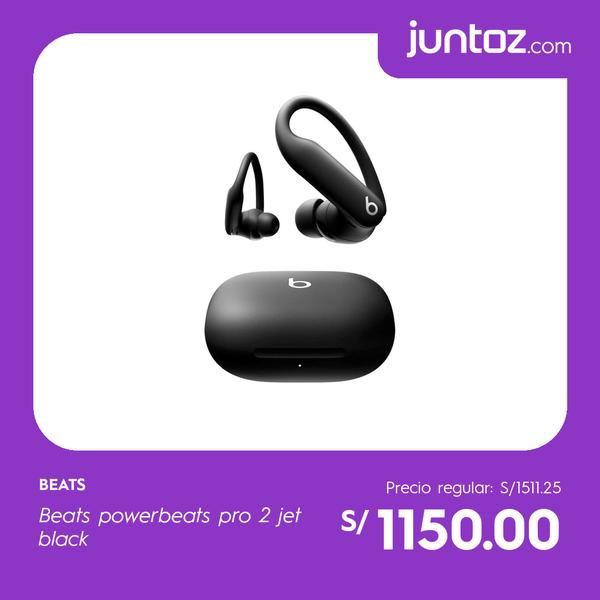 juntoz.com
b
b
BEATS
Beats powerbeats pro 2 jet
black
Precio regular: S/1511.25
S/1150.00